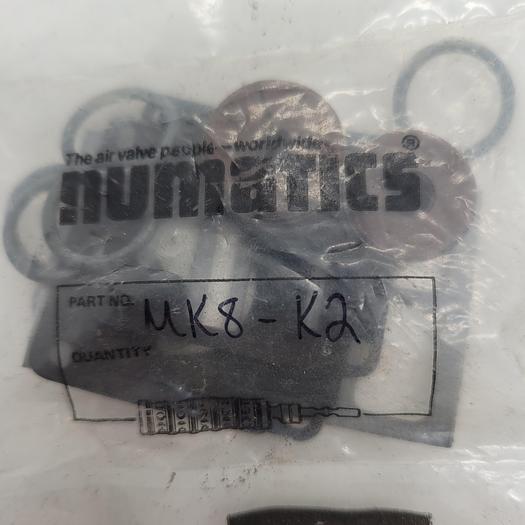 The air valve people - worldwide
numatics®
PART NO. MK8-K2
QUANTITY